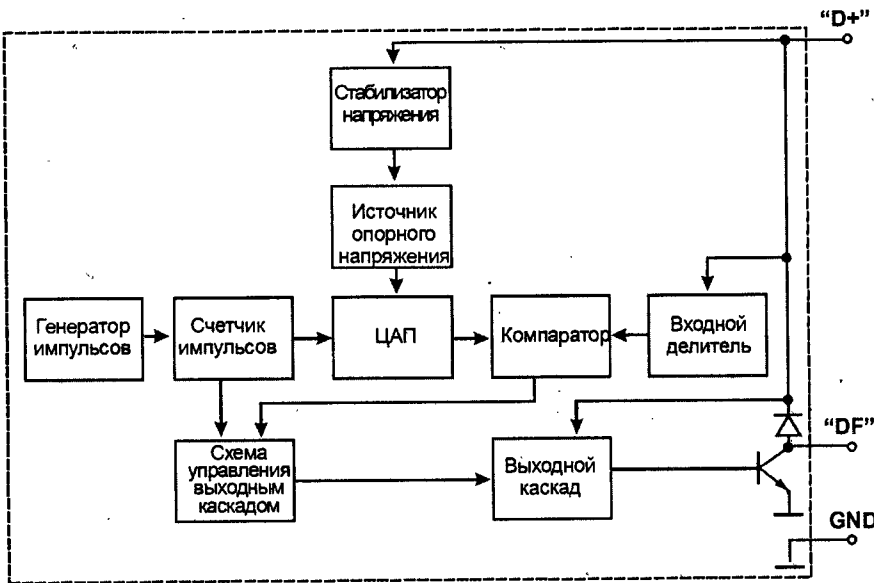 “D+”
Стабилизатор
напряжения
Источник
опорного
напряжения
Генератор
импульсов
Счетчик
импульсов
ЦАП
Компаратор
Входной
делитель
“DF”
Схема
управления
выходным
каскадом
Выходной
каскад
GND